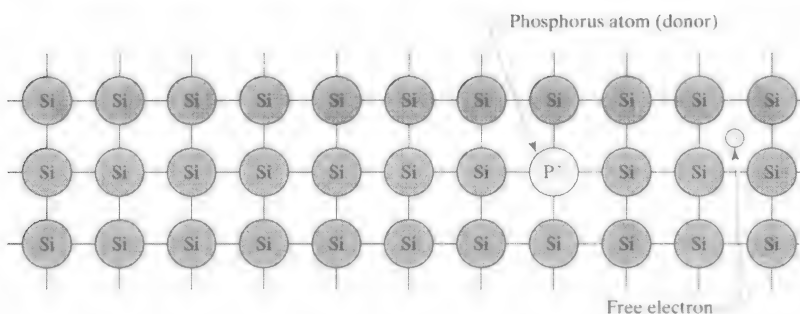 Phosphorus atom (donor)
Si Si Si Si Si Si Si Si Si Si Si
Si Si Si Si Si Si Si P Si Si Si
Si Si Si Si Si Si Si Si Si Si Si
Free electron